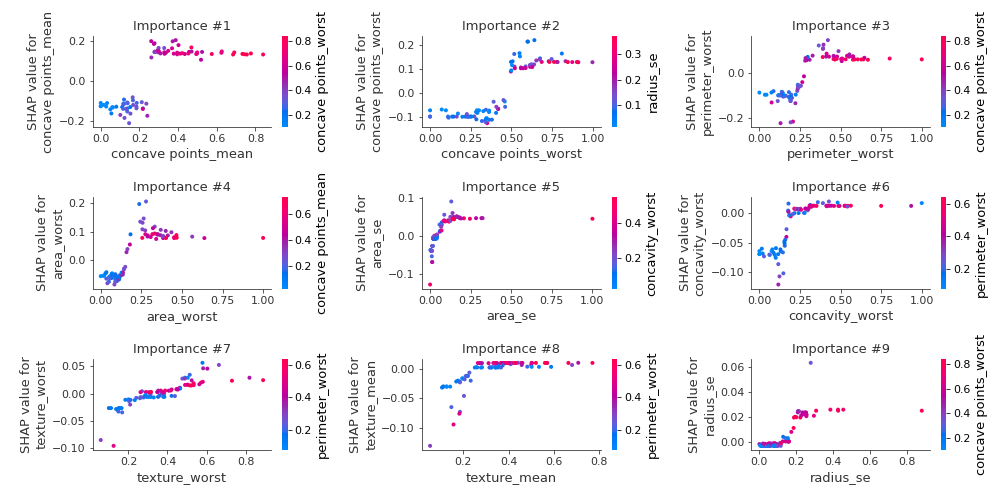 Importance #1
SHAP value for
concave points_mean
0.2
0.0
−0.2
0.0 0.2 0.4 0.6 0.8
concave points_mean
0.8
0.6
0.4
0.2
concave points_worst
Importance #2
SHAP value for
concave points_worst
0.2
0.1
0.0
−0.1
0.00 0.25 0.50 0.75 1.00
concave points_worst
0.3
0.2
0.1
radius_se
Importance #3
SHAP value for
perimeter_worst
0.0
−0.2
0.00 0.25 0.50 0.75 1.00
perimeter_worst
0.8
0.6
0.4
0.2
concave points_worst
Importance #4
SHAP value for
area_worst
0.2
0.1
0.0
0.00 0.25 0.50 0.75 1.00
area_worst
0.6
0.4
0.2
concave points_mean
Importance #5
SHAP value for
area_se
0.1
0.0
−0.1
0.00 0.25 0.50 0.75 1.00
area_se
0.4
0.2
concavity_worst
Importance #6
SHAP value for
concavity_worst
0.00
−0.05
−0.10
0.00 0.25 0.50 0.75 1.00
concavity_worst
0.6
0.4
0.2
perimeter_worst
Importance #7
SHAP value for
texture_worst
0.05
0.00
−0.05
−0.10
0.2 0.4 0.6 0.8
texture_worst
0.6
0.4
0.2
perimeter_worst
Importance #8
SHAP value for
texture_mean
0.00
−0.05
−0.10
0.2 0.4 0.6 0.8
texture_mean
0.6
0.4
0.2
perimeter_worst
Importance #9
SHAP value for
radius_se
0.06
0.04
0.02
0.00
0.0 0.2 0.4 0.6 0.8
radius_se
0.8
0.6
0.4
0.2
concave points_worst